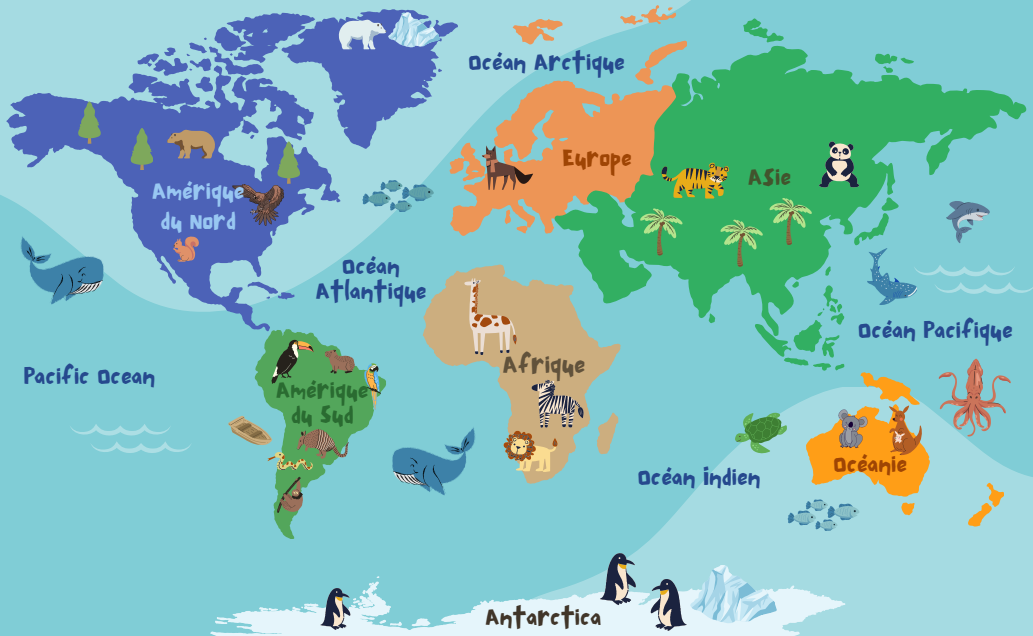 Océan Arctique
Europe
Asie
Amérique
du Nord
Océan
Atlantique
Océan Pacifique
Afrique
Pacific Ocean
Amérique
du Sud
Océanie
Océan indien
Antarctica